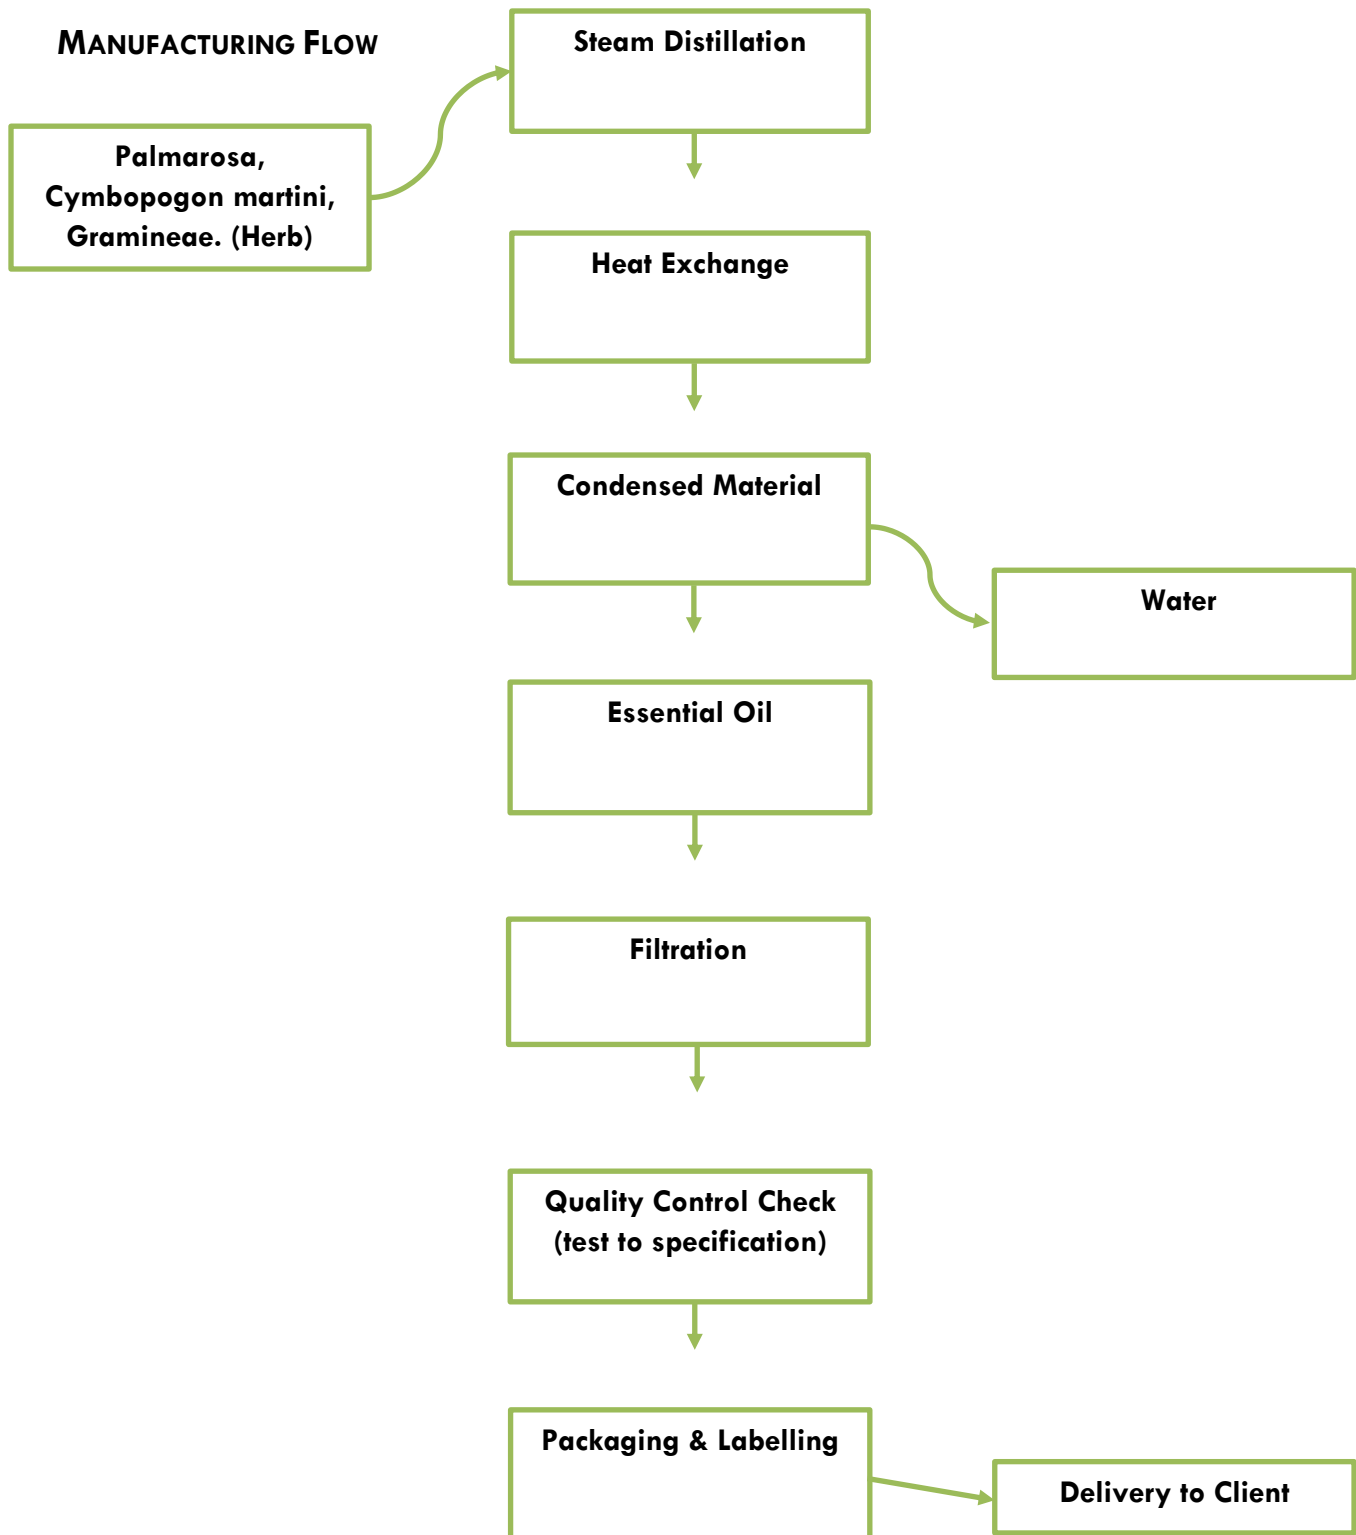 MANUFACTURING FLOW
Steam Distillation
Palmarosa,
Cymbopogon martini,
Gramineae. (Herb)
Heat Exchange
Condensed Material
Water
Essential Oil
Filtration
Quality Control Check
(test to specification)
Packaging & Labelling
Delivery to Client